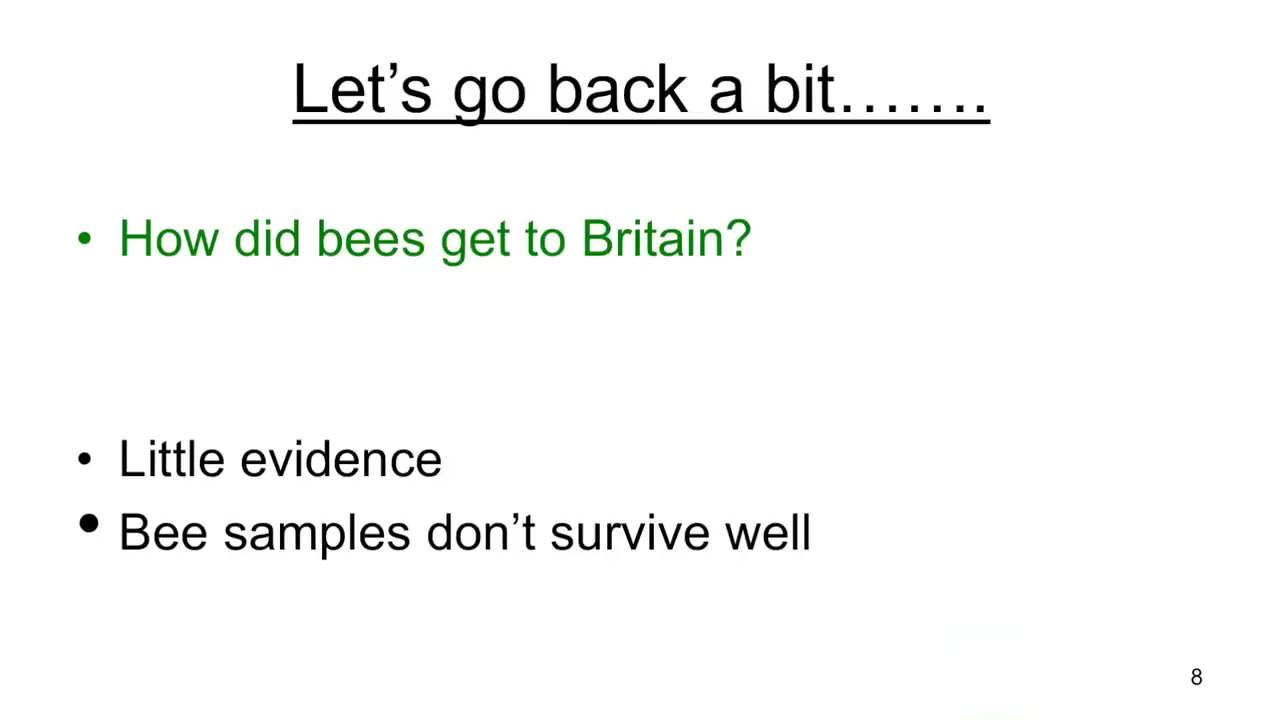 Let’s go back a bit…….
• How did bees get to Britain?
• Little evidence
• Bee samples don’t survive well
8